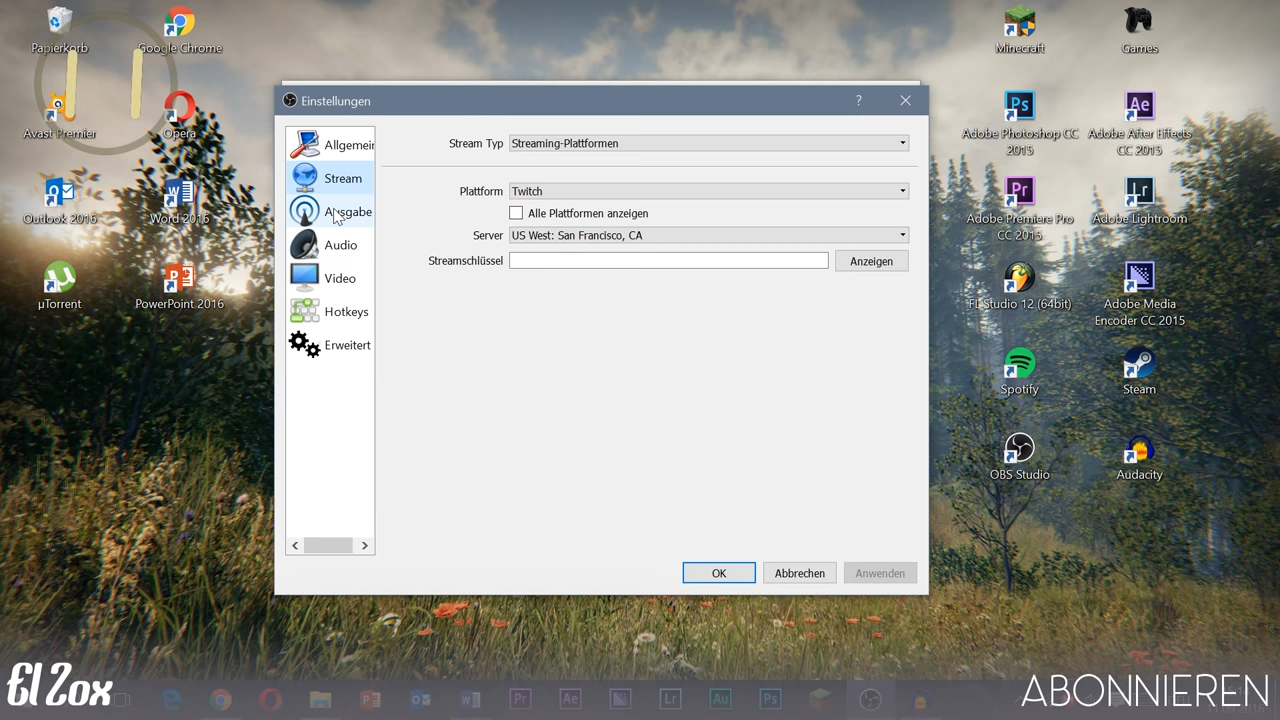 Papierkorb
Google Chrome
Minecraft
Games
Avast Premier
Opera
Adobe Photoshop CC
2015
Adobe After Effects
CC 2015
Outlook 2016
Word 2016
Adobe Premiere Pro
CC 2015
Adobe Lightroom
µTorrent
PowerPoint 2016
FL Studio 12 (64bit)
Adobe Media
Encoder CC 2015
Spotify
Steam
OBS Studio
Audacity
Einstellungen
?
Allgemein
Stream
Ausgabe
Audio
Video
Hotkeys
Erweitert
Stream Typ
Streaming-Plattformen
Plattform
Twitch
Alle Plattformen anzeigen
Server
US West: San Francisco, CA
Streamschlüssel
Anzeigen
OK
Abbrechen
Anwenden
El Zox
ABONNIEREN